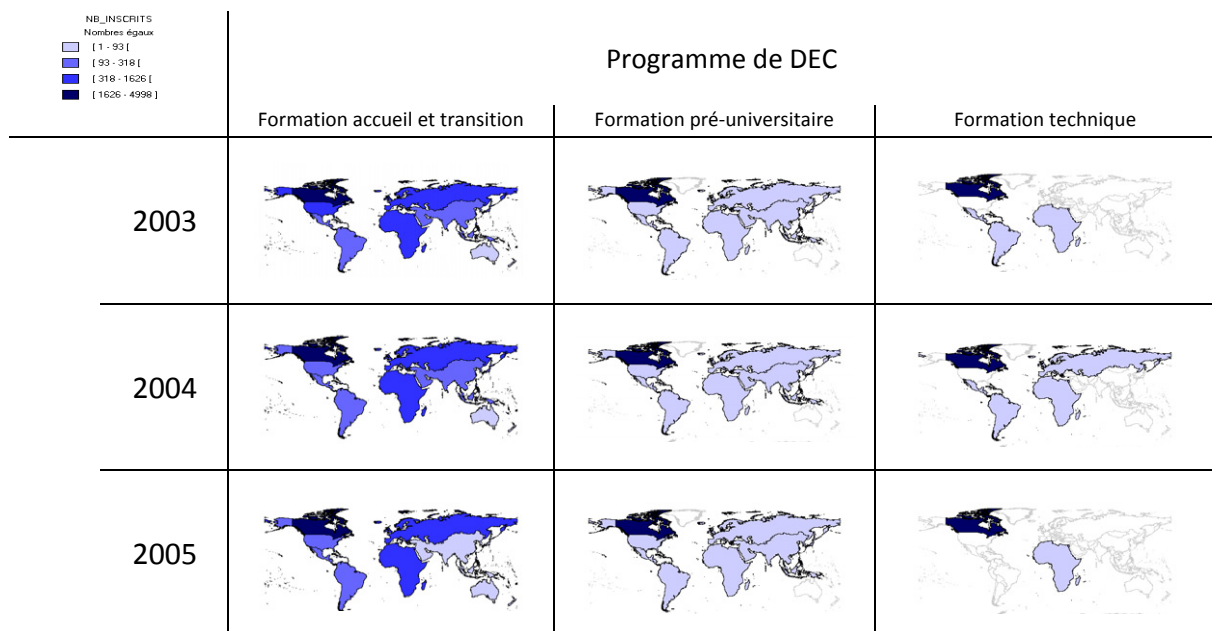 NB_INSCRITS
Nombres égaux
[ 1 - 93 [
[ 93 - 318 [
[ 318 - 1626 [
[ 1626 - 4998 ]
Programme de DEC
Formation accueil et transition
Formation pré-universitaire
Formation technique
2003
2004
2005